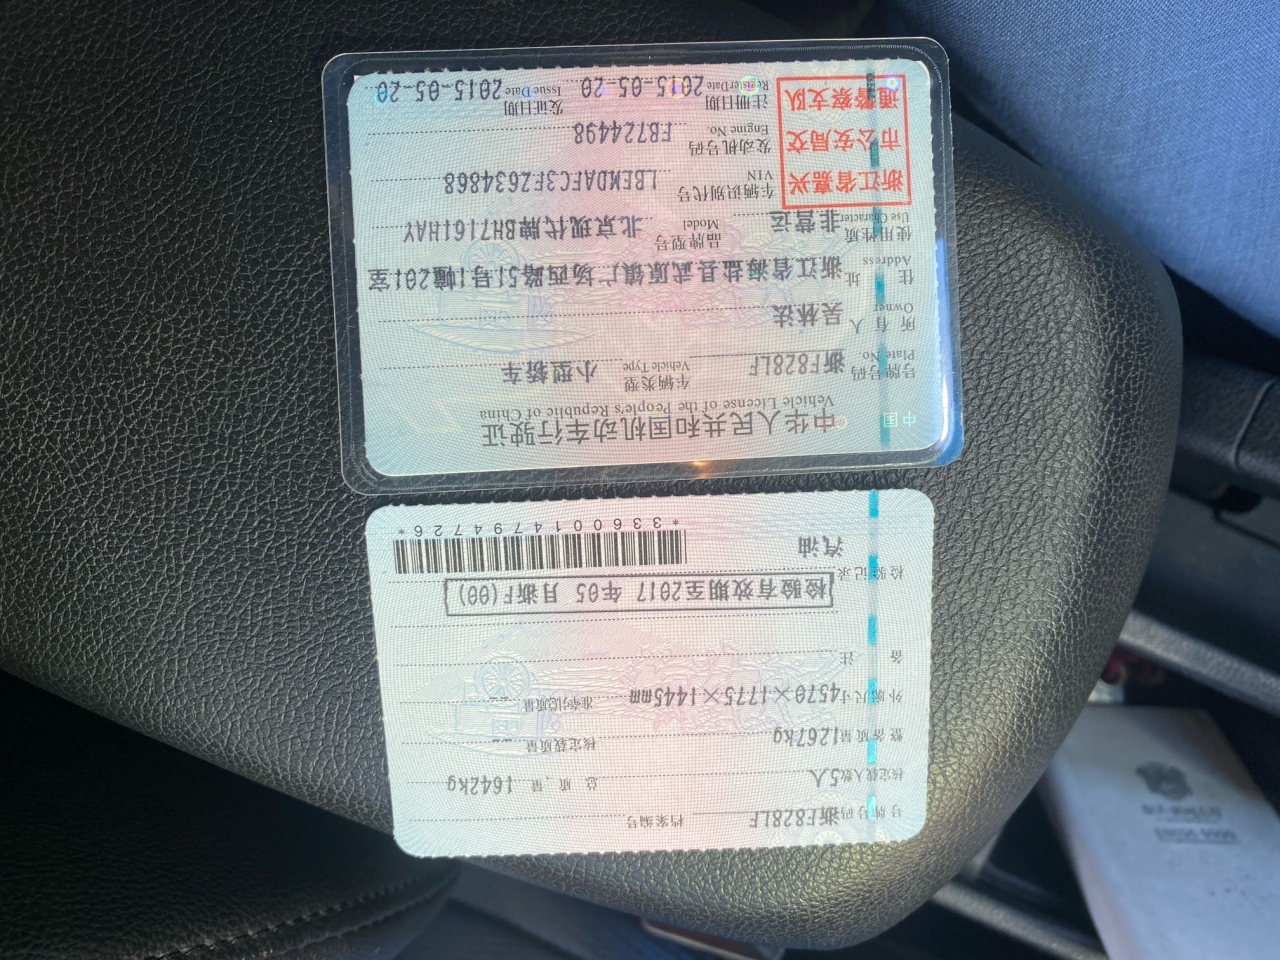 中华人民共和国机动车行驶证
Vehicle License of the People's Republic of China
中国
号牌号码 浙F828LF 车辆类型 小型轿车
Plate No. Vehicle Type
所有人 吴林法
Owner
住址 浙江省海盐县武原镇广场西路51号1幢201室
Address
使用性质 非营运 品牌型号 北京现代牌BH7161HAY
Use Character Model
浙江省嘉兴
市公安局交
通警察支队
车辆识别代号 LBEMDAFC3FZ634868
VIN
发动机号码 FB724498
Engine No.
注册日期 2015-05-20 发证日期 2015-05-20
Register Date Issue Date
号牌号码 浙F828LF 档案编号
核定载人数 5人 总质量 1642kg
整备质量 1267kg 核定载质量 --
外廓尺寸 4570×1775×1445mm 准牵引总质量 --
备注
检验有效期至2017年05月浙F(00)
检验记录
汽油
*3360014794726*